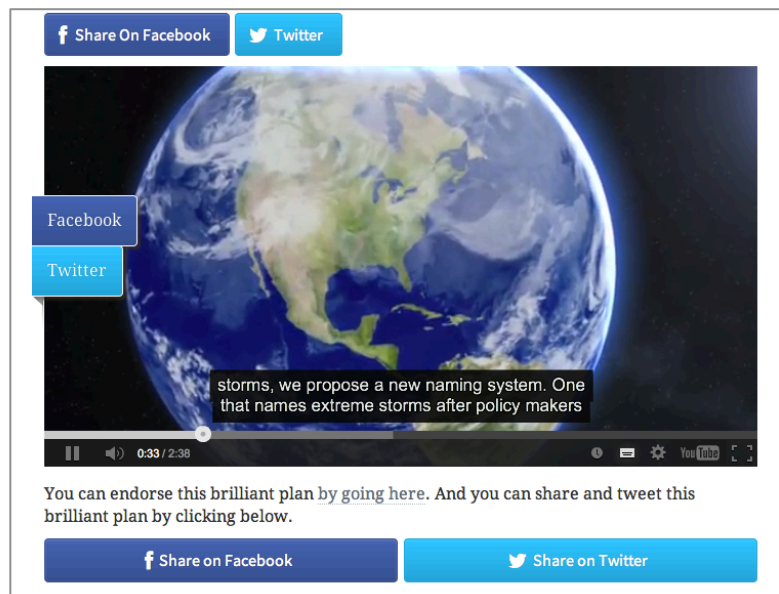 Share On Facebook
Twitter
Facebook
Twitter
storms, we propose a new naming system. One
that names extreme storms after policy makers
0:33 / 2:38
YouTube
You can endorse this brilliant plan by going here. And you can share and tweet this
brilliant plan by clicking below.
Share on Facebook
Share on Twitter